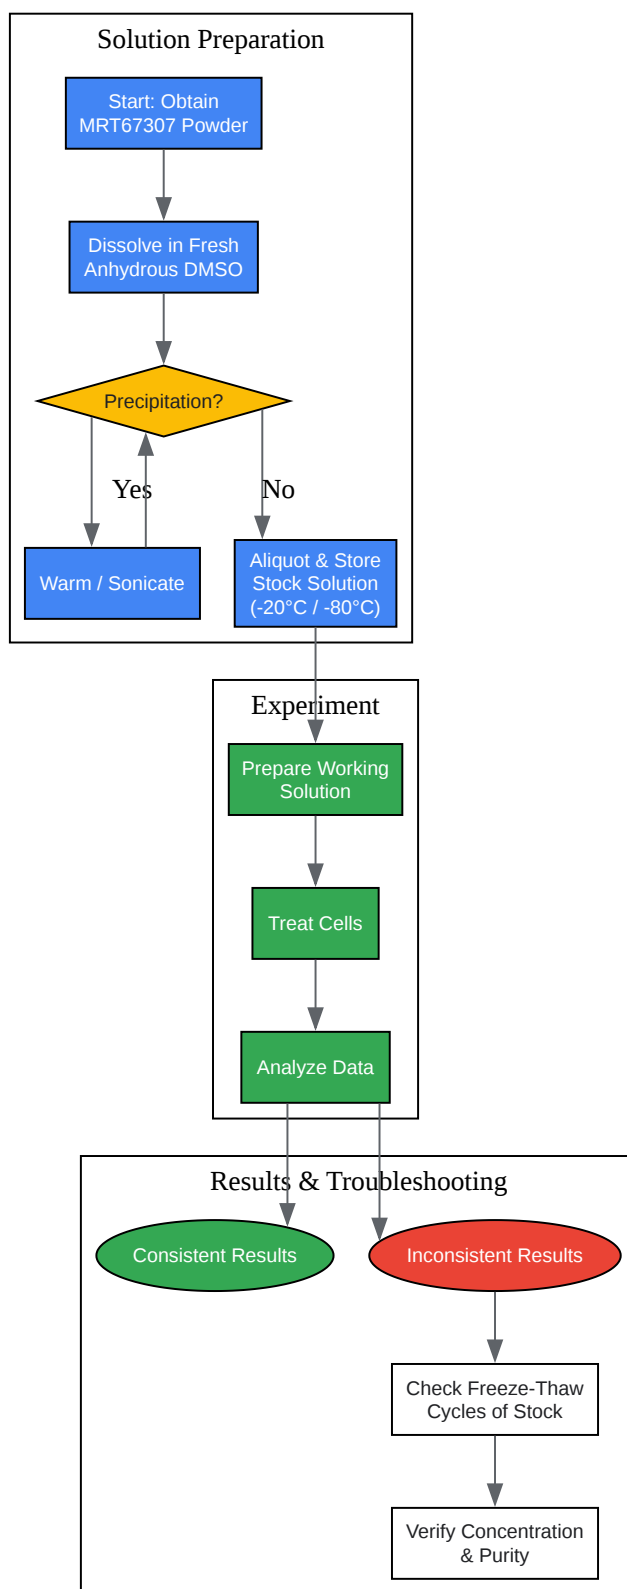 Solution Preparation
Start: Obtain
MRT67307 Powder
Dissolve in Fresh
Anhydrous DMSO
Precipitation?
Yes
No
Warm / Sonicate
Aliquot & Store
Stock Solution
(-20°C / -80°C)
Experiment
Prepare Working
Solution
Treat Cells
Analyze Data
Results & Troubleshooting
Consistent Results
Inconsistent Results
Check Freeze-Thaw
Cycles of Stock
Verify Concentration
& Purity